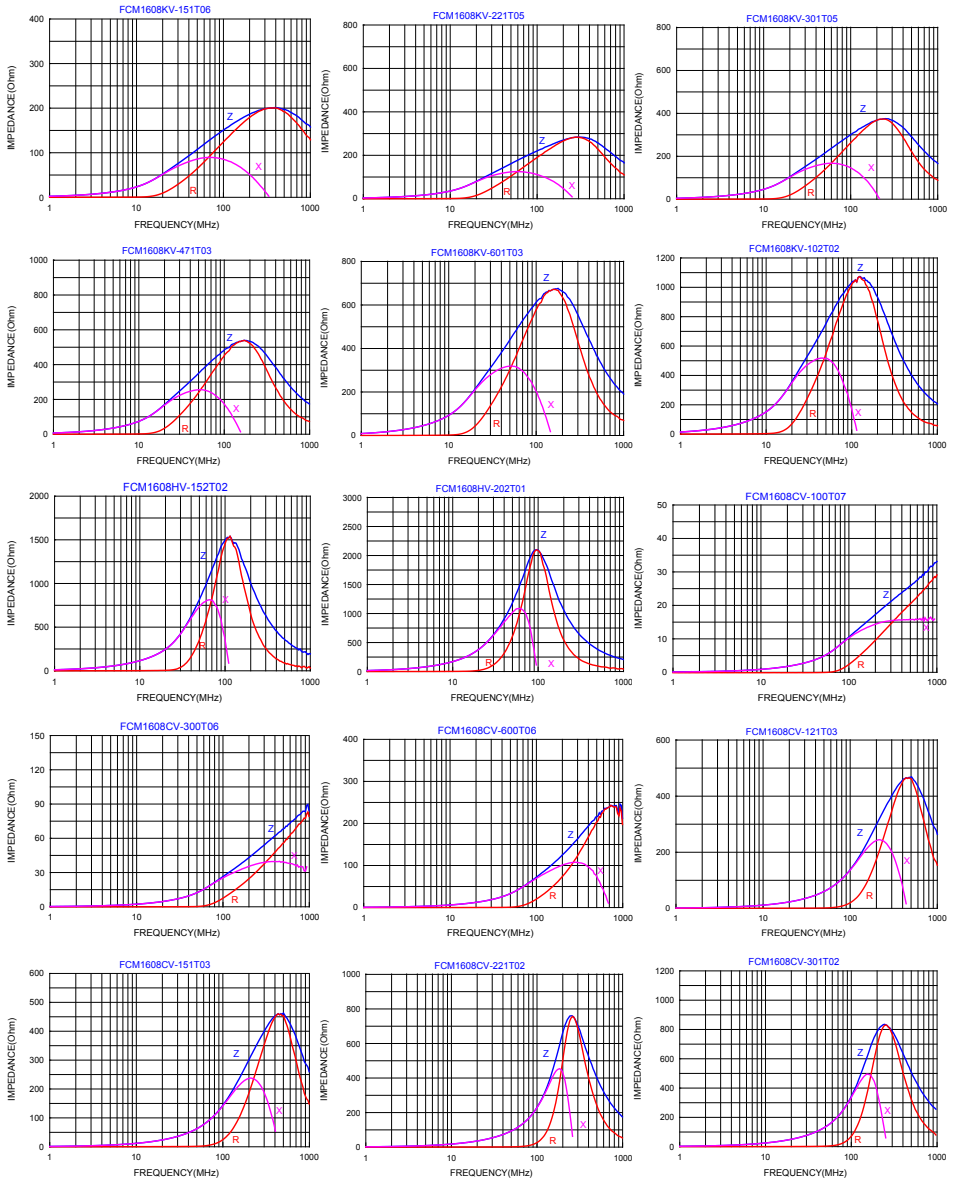 FCM1608KV-151T06
IMPEDANCE(Ohm)
400
300
200
100
0
Z
X
R
1 10 100 1000
FREQUENCY(MHz)
FCM1608KV-221T05
IMPEDANCE(Ohm)
800
600
400
200
0
Z
X
R
1 10 100 1000
FREQUENCY(MHz)
FCM1608KV-301T05
IMPEDANCE(Ohm)
800
600
400
200
0
Z
X
R
1 10 100 1000
FREQUENCY(MHz)
FCM1608KV-471T03
IMPEDANCE(Ohm)
1000
800
600
400
200
0
Z
X
R
1 10 100 1000
FREQUENCY(MHz)
FCM1608KV-601T03
IMPEDANCE(Ohm)
800
600
400
200
0
Z
X
R
1 10 100 1000
FREQUENCY(MHz)
FCM1608KV-102T02
IMPEDANCE(Ohm)
1200
1000
800
600
400
200
0
Z
X
R
1 10 100 1000
FREQUENCY(MHz)
FCM1608HV-152T02
IMPEDANCE(Ohm)
2000
1500
1000
500
0
Z
X
R
1 10 100 1000
FREQUENCY(MHz)
FCM1608HV-202T01
IMPEDANCE(Ohm)
3000
2500
2000
1500
1000
500
0
Z
R
X
1 10 100 1000
FREQUENCY(MHz)
FCM1608CV-100T07
IMPEDANCE(Ohm)
50
40
30
20
10
0
Z
X
R
1 10 100 1000
FREQUENCY(MHz)
FCM1608CV-300T06
IMPEDANCE(Ohm)
150
120
90
60
30
0
Z
X
R
1 10 100 1000
FREQUENCY(MHz)
FCM1608CV-600T06
IMPEDANCE(Ohm)
400
300
200
100
0
Z
X
R
1 10 100 1000
FREQUENCY(MHz)
FCM1608CV-121T03
IMPEDANCE(Ohm)
600
400
200
0
Z
X
R
1 10 100 1000
FREQUENCY(MHz)
FCM1608CV-151T03
IMPEDANCE(Ohm)
600
500
400
300
200
100
0
Z
X
R
1 10 100 1000
FREQUENCY(MHz)
FCM1608CV-221T02
IMPEDANCE(Ohm)
1000
800
600
400
200
0
Z
X
R
1 10 100 1000
FREQUENCY(MHz)
FCM1608CV-301T02
IMPEDANCE(Ohm)
1200
1000
800
600
400
200
0
Z
X
R
1 10 100 1000
FREQUENCY(MHz)